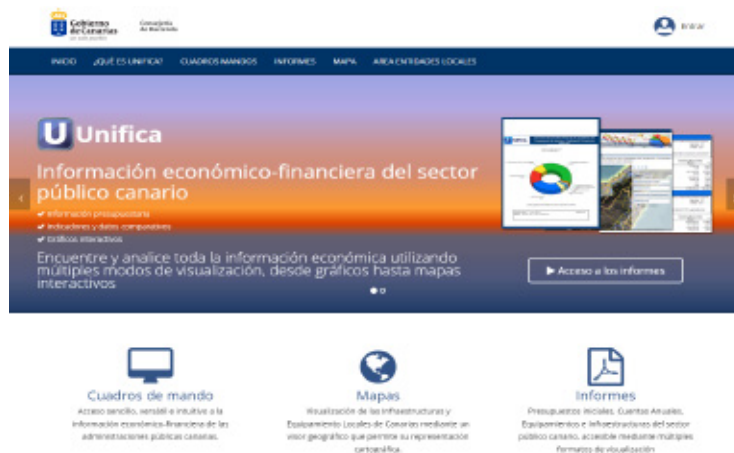 Gobierno
de Canarias
Consejería
de Hacienda
Entrar
INICIO ¿QUÉ ES UNIFICA? CUADROS MANDOS INFORMES MAPA AREA ENTIDADES LOCALES
U Unifica
Información económico-financiera del sector
público canario
Información presupuestaria
Indicadores y datos comparativos
Gráficos interactivos
Encuentre y analice toda la información económica utilizando
múltiples modos de visualización, desde gráficos hasta mapas
interactivos
Acceso a los informes
Cuadros de mando
Acceso sencillo, versátil e intuitivo a la
información económico-financiera de las
administraciones públicas canarias.
Mapas
Visualización de las Infraestructuras y
Equipamiento Locales de Canarias mediante un
visor geográfico que permite su representación
cartográfica.
Informes
Presupuestos Iniciales, Cuentas Anuales,
Equipamientos e Infraestructuras del sector
público canario, accesible mediante múltiples
formatos de visualización